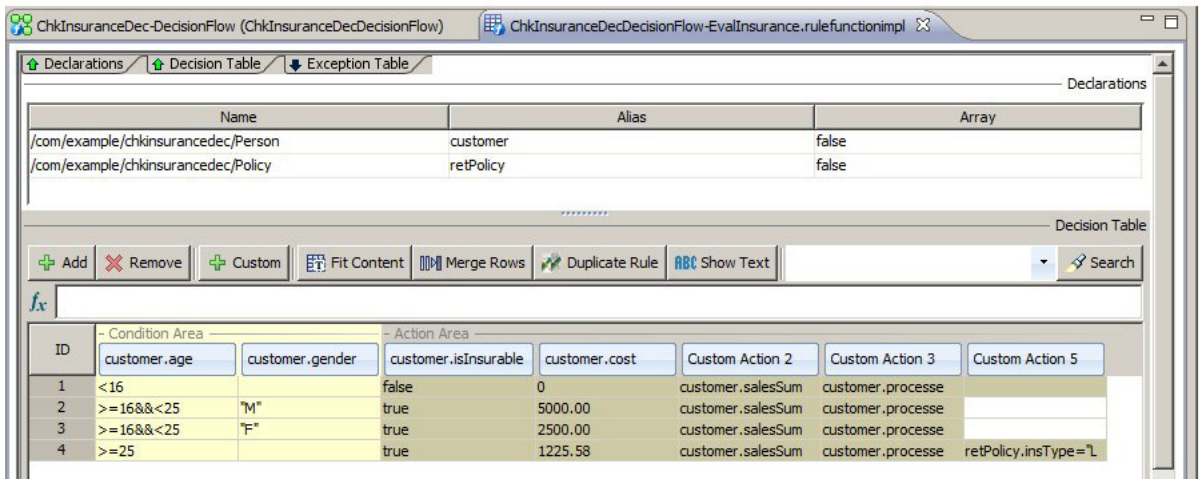 ChkInsuranceDec-DecisionFlow (ChkInsuranceDecDecisionFlow) ChkInsuranceDecDecisionFlow-EvalInsurance.rulefunctionimpl
Declarations Decision Table Exception Table
Declarations
Name Alias Array
/com/example/chkinsurancedec/Person customer false
/com/example/chkinsurancedec/Policy retPolicy false
Decision Table
Add Remove Custom Fit Content Merge Rows Duplicate Rule ABC Show Text Search
fx
ID - Condition Area - Action Area
customer.age customer.gender customer.isInsurable customer.cost Custom Action 2 Custom Action 3 Custom Action 5
1 <16 false 0 customer.salesSum customer.processe
2 >=16&&<25 "M" true 5000.00 customer.salesSum customer.processe
3 >=16&&<25 "F" true 2500.00 customer.salesSum customer.processe
4 >=25 true 1225.58 customer.salesSum customer.processe retPolicy.insType="L